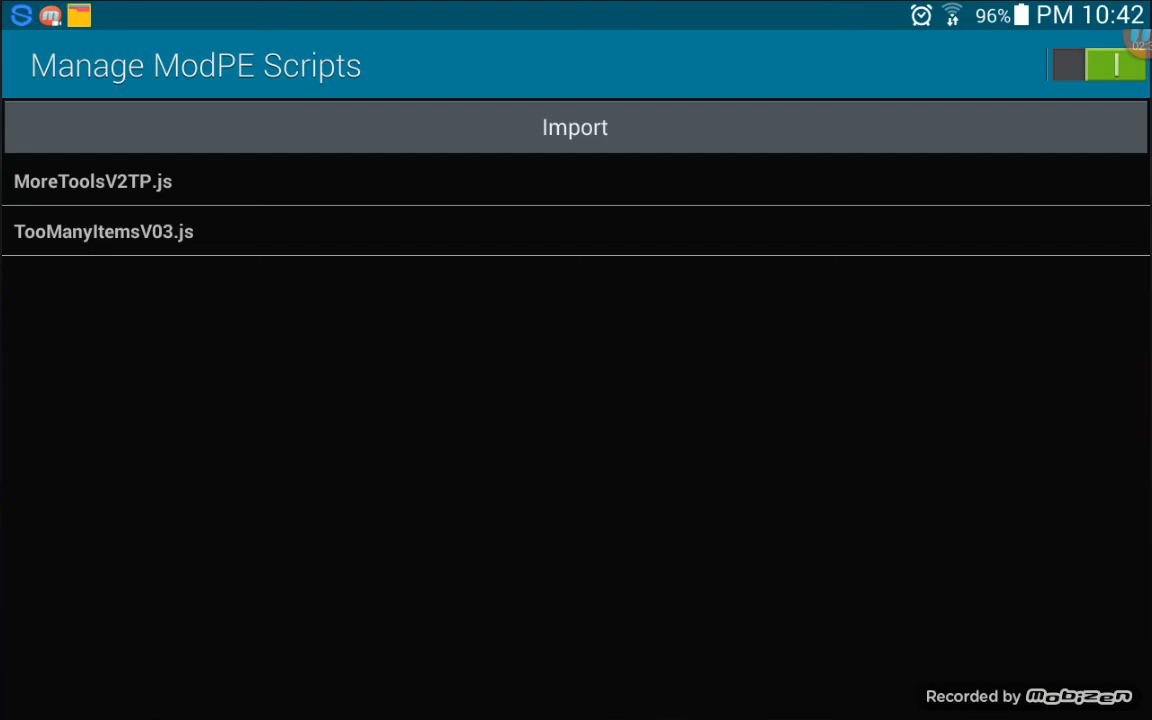 96% PM 10:42
Manage ModPE Scripts
Import
MoreToolsV2TP.js
TooManyItemsV03.js
Recorded by mobizen